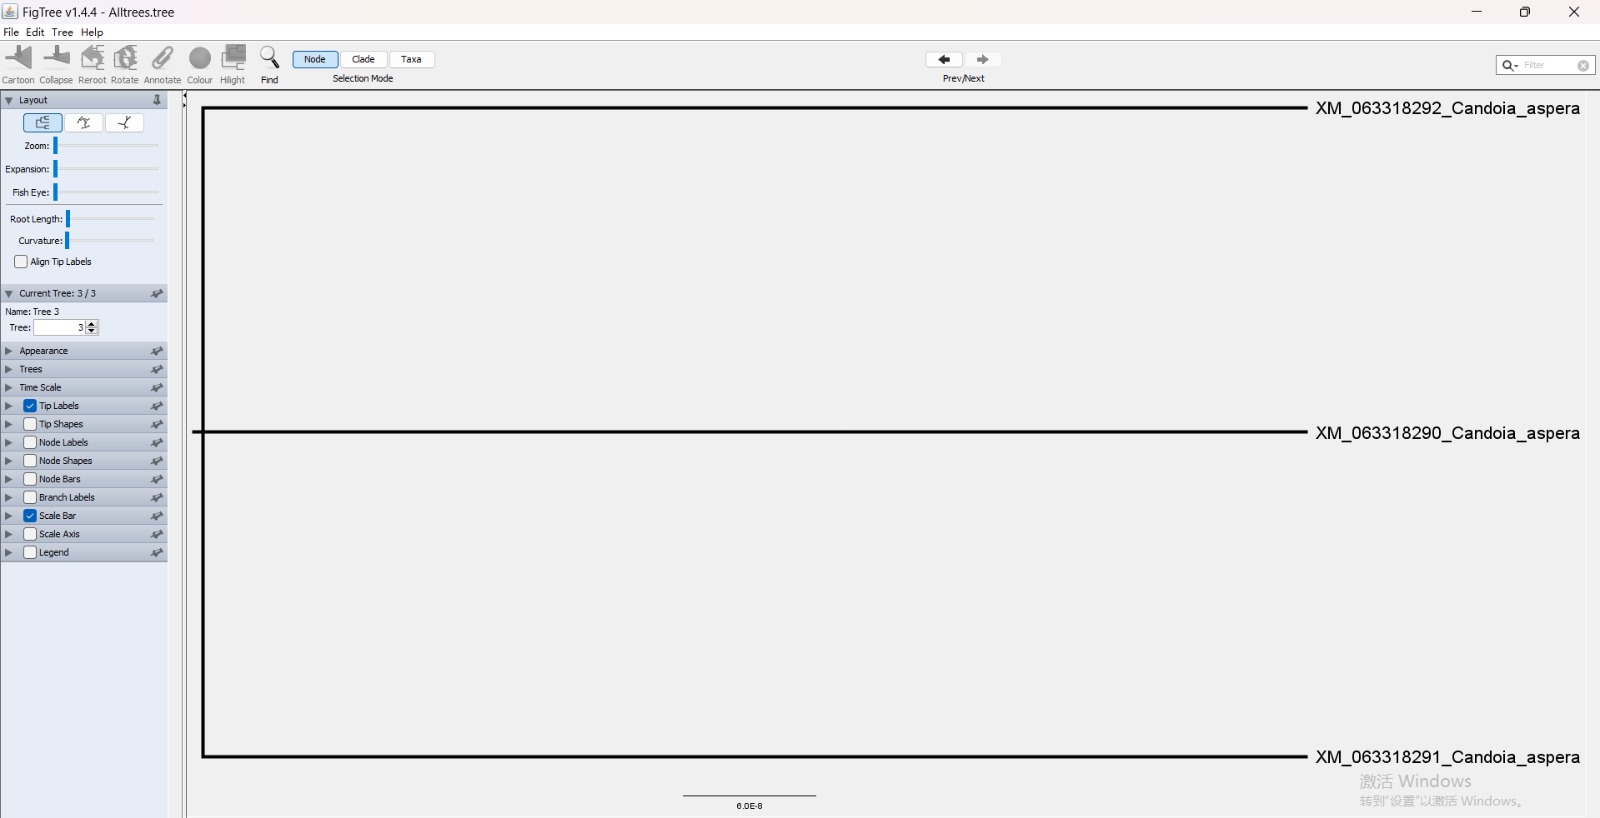 FigTree v1.4.4 - Alltrees.tree
File Edit Tree Help
Cartoon Collapse Reroot Rotate Annotate Colour Hilight Find
Node Clade Taxa
Selection Mode
Prev/Next
Filter
Layout
Zoom:
Expansion:
Fish Eye:
Root Length:
Curvature:
Align Tip Labels
Current Tree: 3 / 3
Name: Tree 3
Tree: 3
Appearance
Trees
Time Scale
Tip Labels
Tip Shapes
Node Labels
Node Shapes
Node Bars
Branch Labels
Scale Bar
Scale Axis
Legend
XM_063318292_Candoia_aspera
XM_063318290_Candoia_aspera
XM_063318291_Candoia_aspera
6.0E-8
激活 Windows
转到"设置"以激活 Windows。